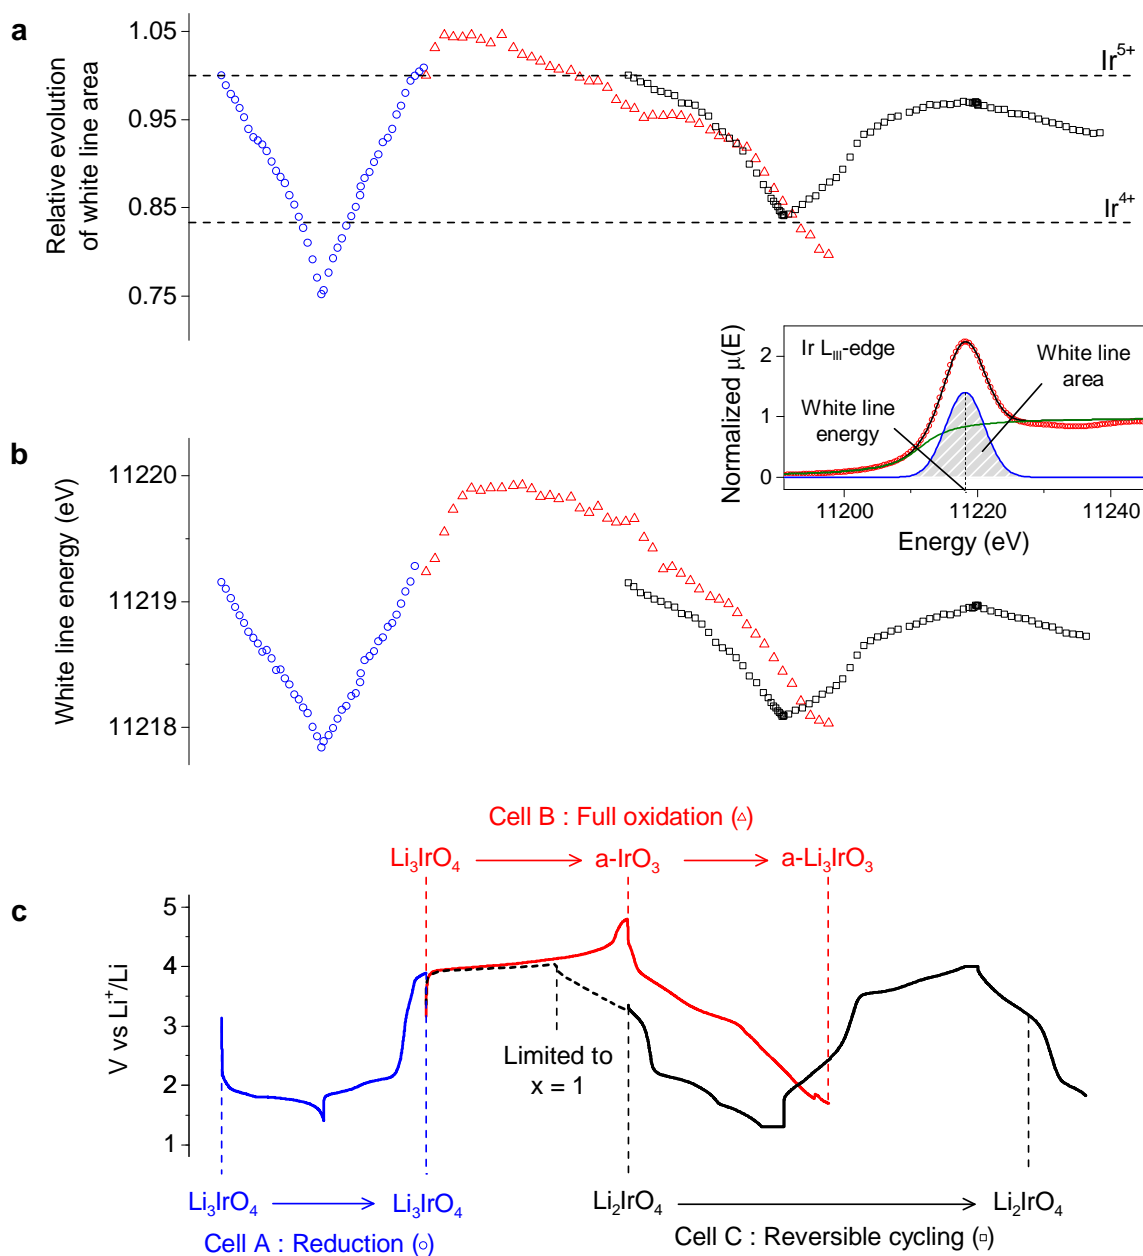 a
Relative evolution
of white line area
1.05
0.95
0.85
0.75
Ir5+
Ir4+
Normalized μ(E)
2
1
0
Ir LIII-edge
White line
area
White line
energy
11200
11220
11240
Energy (eV)
b
White line energy (eV)
11220
11219
11218
Cell B : Full oxidation (△)
Li3IrO4
a-IrO3
a-Li3IrO3
c
V vs Li+/Li
5
4
3
2
1
Limited to
x = 1
Li3IrO4
Li3IrO4
Li2IrO4
Li2IrO4
Cell A : Reduction (○)
Cell C : Reversible cycling (□)